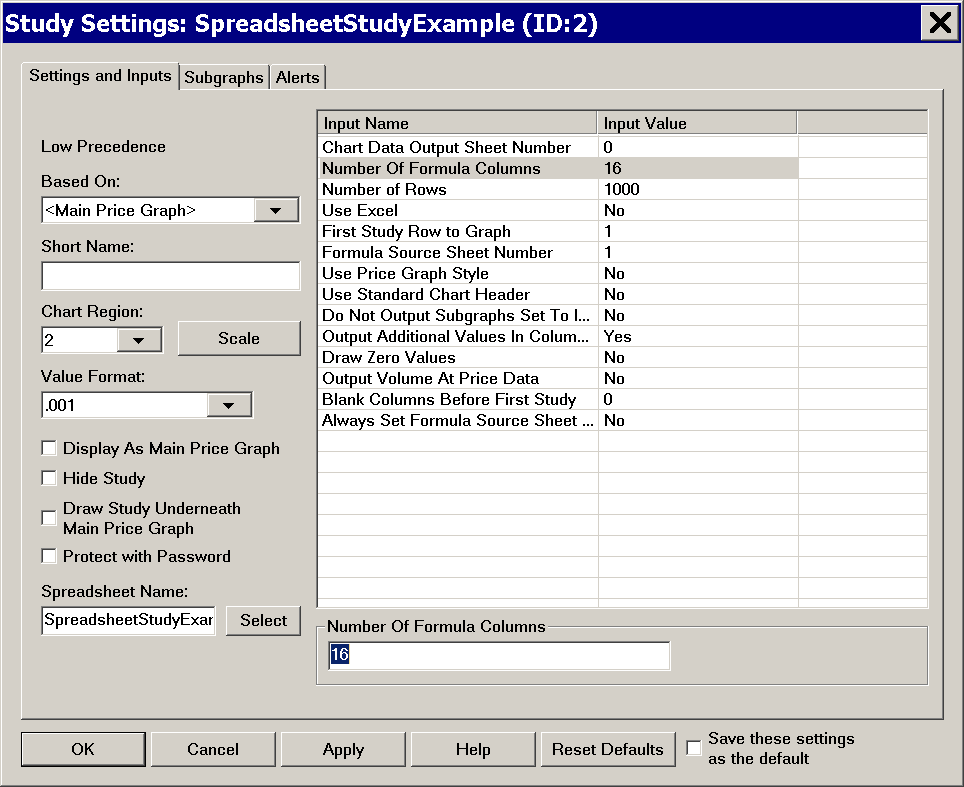 Study Settings: SpreadsheetStudyExample (ID:2)
Settings and Inputs
Subgraphs
Alerts
Low Precedence
Based On:
<Main Price Graph>
Short Name:
Chart Region:
2
Scale
Value Format:
.001
Display As Main Price Graph
Hide Study
Draw Study Underneath
Main Price Graph
Protect with Password
Spreadsheet Name:
SpreadsheetStudyExar
Select
Input Name Input Value
Chart Data Output Sheet Number 0
Number Of Formula Columns 16
Number of Rows 1000
Use Excel No
First Study Row to Graph 1
Formula Source Sheet Number 1
Use Price Graph Style No
Use Standard Chart Header No
Do Not Output Subgraphs Set To I... No
Output Additional Values In Colum... Yes
Draw Zero Values No
Output Volume At Price Data No
Blank Columns Before First Study 0
Always Set Formula Source Sheet ... No
Number Of Formula Columns
16
OK
Cancel
Apply
Help
Reset Defaults
Save these settings
as the default